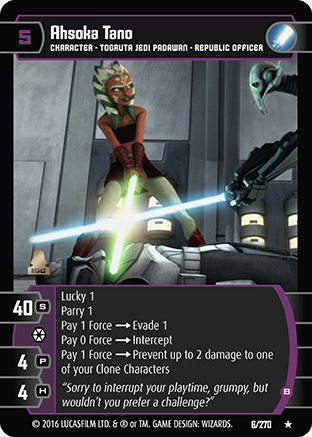 5
Ahsoka Tano
CHARACTER - TOGRUTA JEDI PADAWAN - REPUBLIC OFFICER
IDG
40 S
Lucky 1
Parry 1
Pay 1 Force → Evade 1
Pay 0 Force → Intercept
4 P
Pay 1 Force → Prevent up to 2 damage to one
of your Clone Characters
4 H
“Sorry to interrupt your playtime, grumpy, but
wouldn’t you prefer a challenge?”
B
© 2016 LUCASFILM LTD. & ® or TM. GAME DESIGN: WIZARDS.
8/270 ★